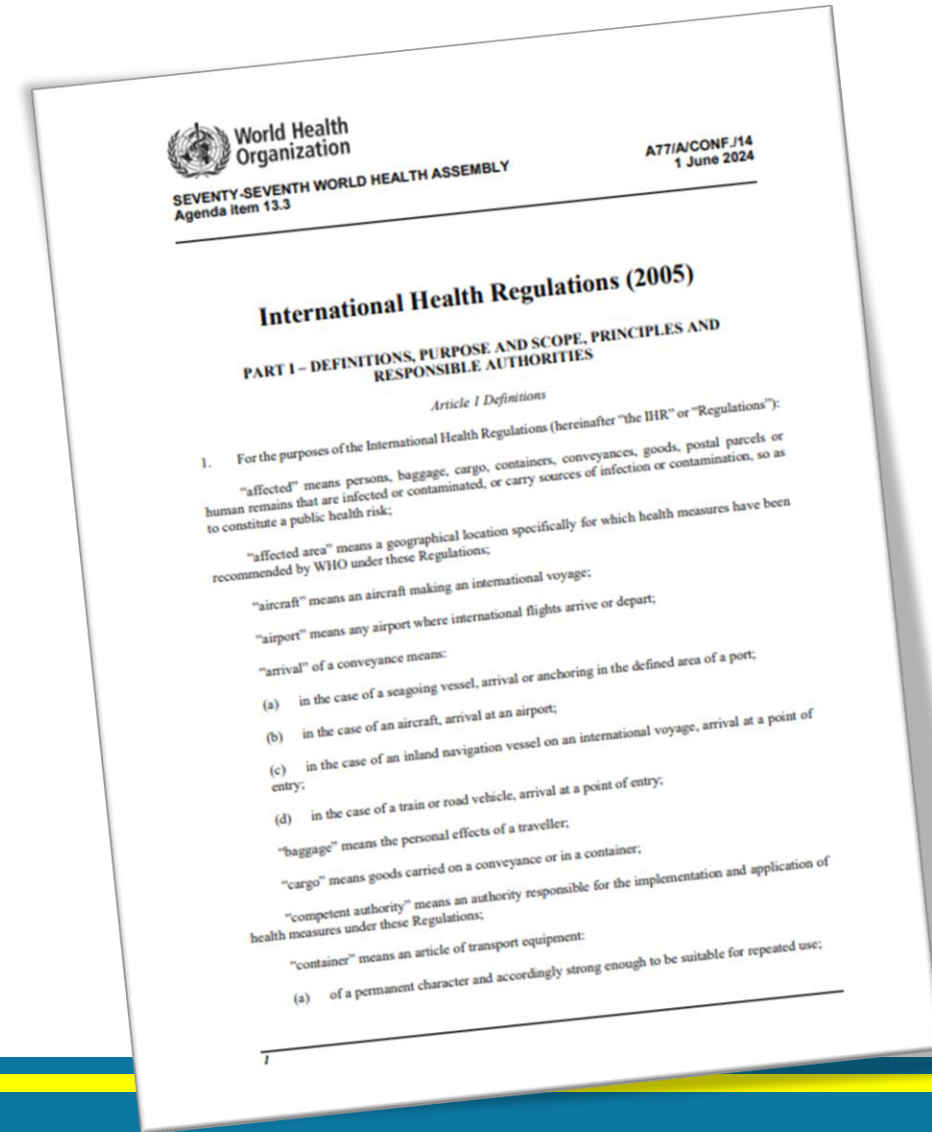 World Health
Organization
SEVENTY-SEVENTH WORLD HEALTH ASSEMBLY
Agenda item 13.3
A77/A/CONF./14
1 June 2024
International Health Regulations (2005)
PART I – DEFINITIONS, PURPOSE AND SCOPE, PRINCIPLES AND
RESPONSIBLE AUTHORITIES
Article 1 Definitions
1. For the purposes of the International Health Regulations (hereinafter “the IHR” or “Regulations”):
“affected” means persons, baggage, cargo, containers, conveyances, goods, postal parcels or
human remains that are infected or contaminated, or carry sources of infection or contamination, so as
to constitute a public health risk;
“affected area” means a geographical location specifically for which health measures have been
recommended by WHO under these Regulations;
“aircraft” means an aircraft making an international voyage;
“airport” means any airport where international flights arrive or depart;
“arrival” of a conveyance means:
(a) in the case of a seagoing vessel, arrival or anchoring in the defined area of a port;
(b) in the case of an aircraft, arrival at an airport;
(c) in the case of an inland navigation vessel on an international voyage, arrival at a point of
entry;
(d) in the case of a train or road vehicle, arrival at a point of entry;
“baggage” means the personal effects of a traveller;
“cargo” means goods carried on a conveyance or in a container;
“competent authority” means an authority responsible for the implementation and application of
health measures under these Regulations;
“container” means an article of transport equipment:
(a) of a permanent character and accordingly strong enough to be suitable for repeated use;
1